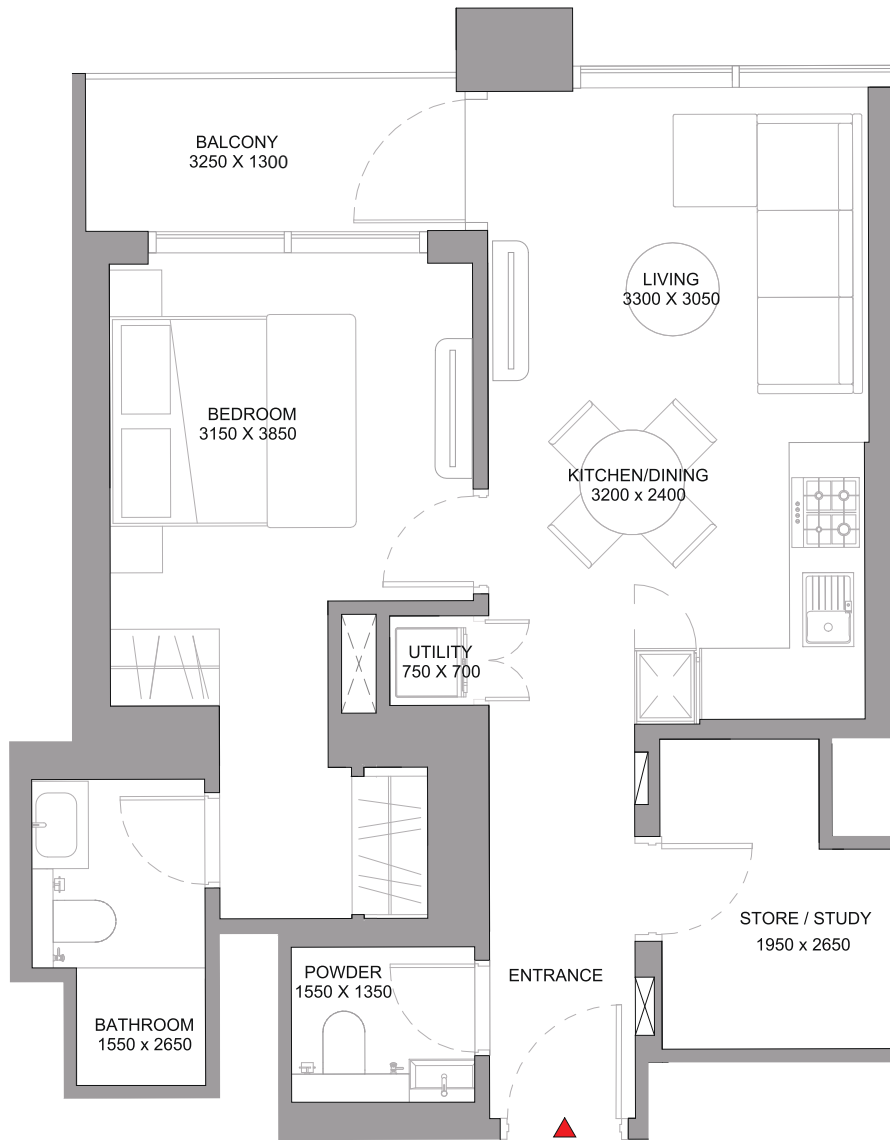 BALCONY
3250 X 1300
LIVING
3300 X 3050
BEDROOM
3150 X 3850
KITCHEN/DINING
3200 x 2400
UTILITY
750 X 700
STORE / STUDY
1950 x 2650
POWDER
1550 X 1350
ENTRANCE
BATHROOM
1550 x 2650